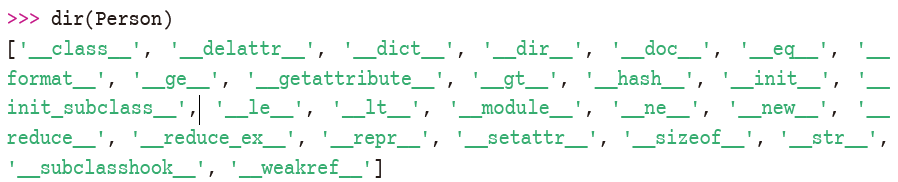 >>> dir(Person)
['__class__', '__delattr__', '__dict__', '__dir__', '__doc__', '__eq__', '__
format__', '__ge__', '__getattribute__', '__gt__', '__hash__', '__init__', '__
init_subclass__', '__le__', '__lt__', '__module__', '__ne__', '__new__', '__
reduce__', '__reduce_ex__', '__repr__', '__setattr__', '__sizeof__', '__str__',
'__subclasshook__', '__weakref__']